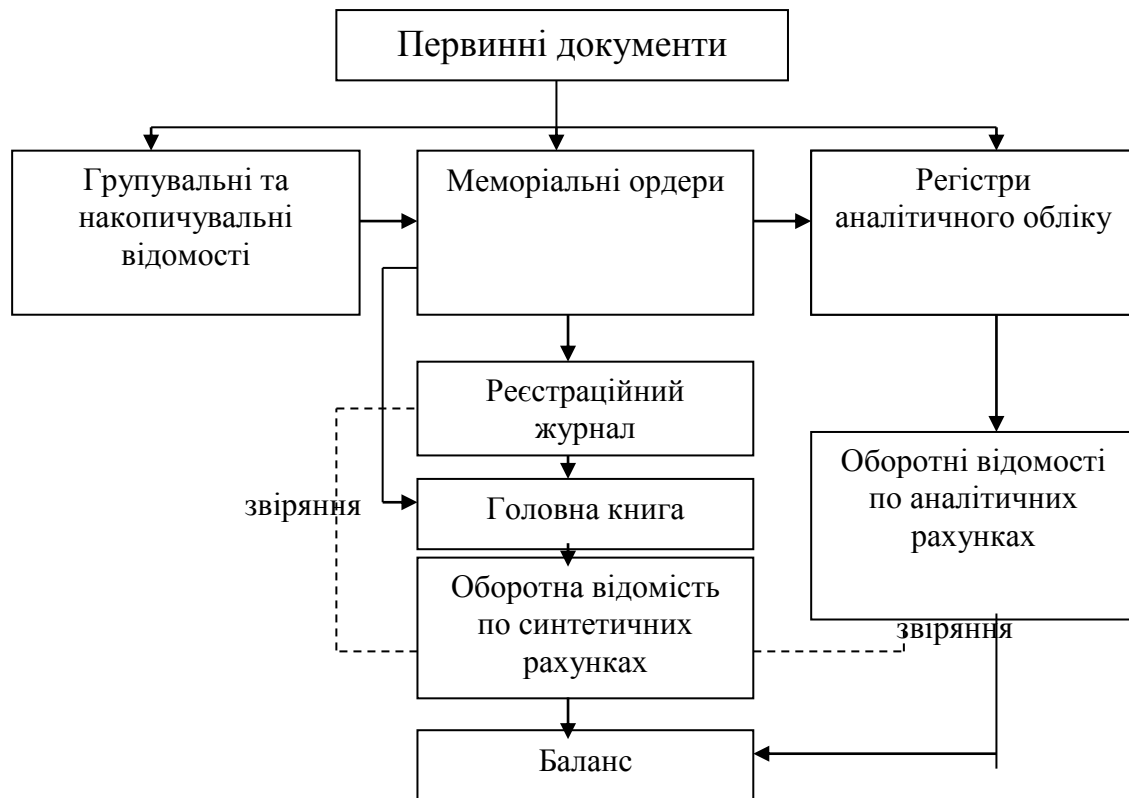 Первинні документи
Групувальні та
накопичувальні
відомості
Меморіальні ордери
Регістри
аналітичного обліку
Реєстраційний
журнал
Оборотні відомості
по аналітичних
рахунках
звіряння
Головна книга
Оборотна відомість
по синтетичних
рахунках
звіряння
Баланс